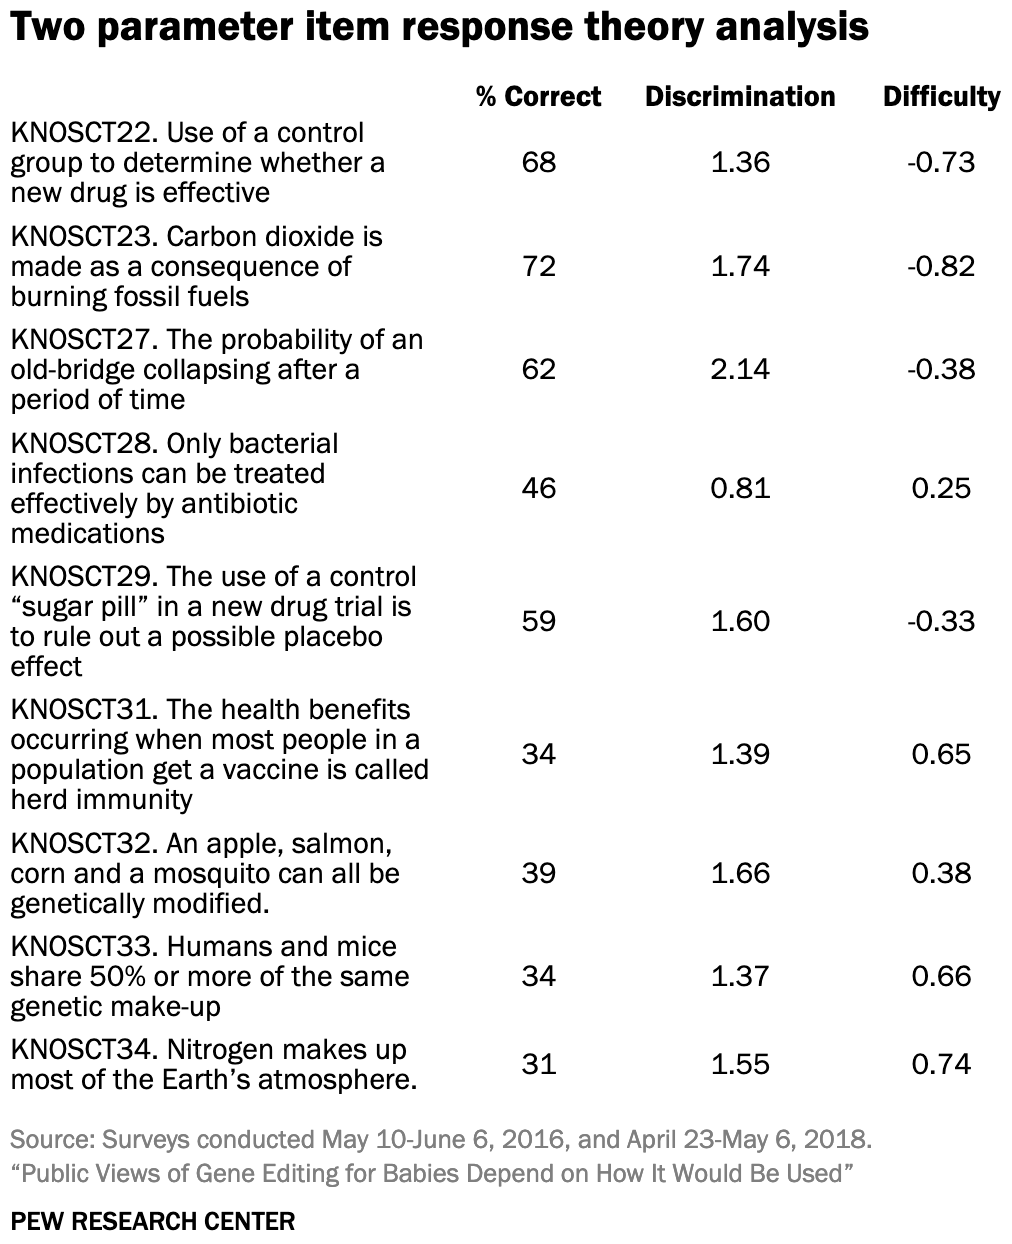 Two parameter item response theory analysis
% Correct Discrimination Difficulty
KNOSCT22. Use of a control
group to determine whether a 68 1.36 -0.73
new drug is effective
KNOSCT23. Carbon dioxide is
made as a consequence of 72 1.74 -0.82
burning fossil fuels
KNOSCT27. The probability of an
old-bridge collapsing after a 62 2.14 -0.38
period of time
KNOSCT28. Only bacterial
infections can be treated
effectively by antibiotic 46 0.81 0.25
medications
KNOSCT29. The use of a control
“sugar pill” in a new drug trial is
to rule out a possible placebo 59 1.60 -0.33
effect
KNOSCT31. The health benefits
occurring when most people in a
population get a vaccine is called 34 1.39 0.65
herd immunity
KNOSCT32. An apple, salmon,
corn and a mosquito can all be 39 1.66 0.38
genetically modified.
KNOSCT33. Humans and mice
share 50% or more of the same 34 1.37 0.66
genetic make-up
KNOSCT34. Nitrogen makes up 31 1.55 0.74
most of the Earth’s atmosphere.
Source: Surveys conducted May 10-June 6, 2016, and April 23-May 6, 2018.
“Public Views of Gene Editing for Babies Depend on How It Would Be Used”
PEW RESEARCH CENTER